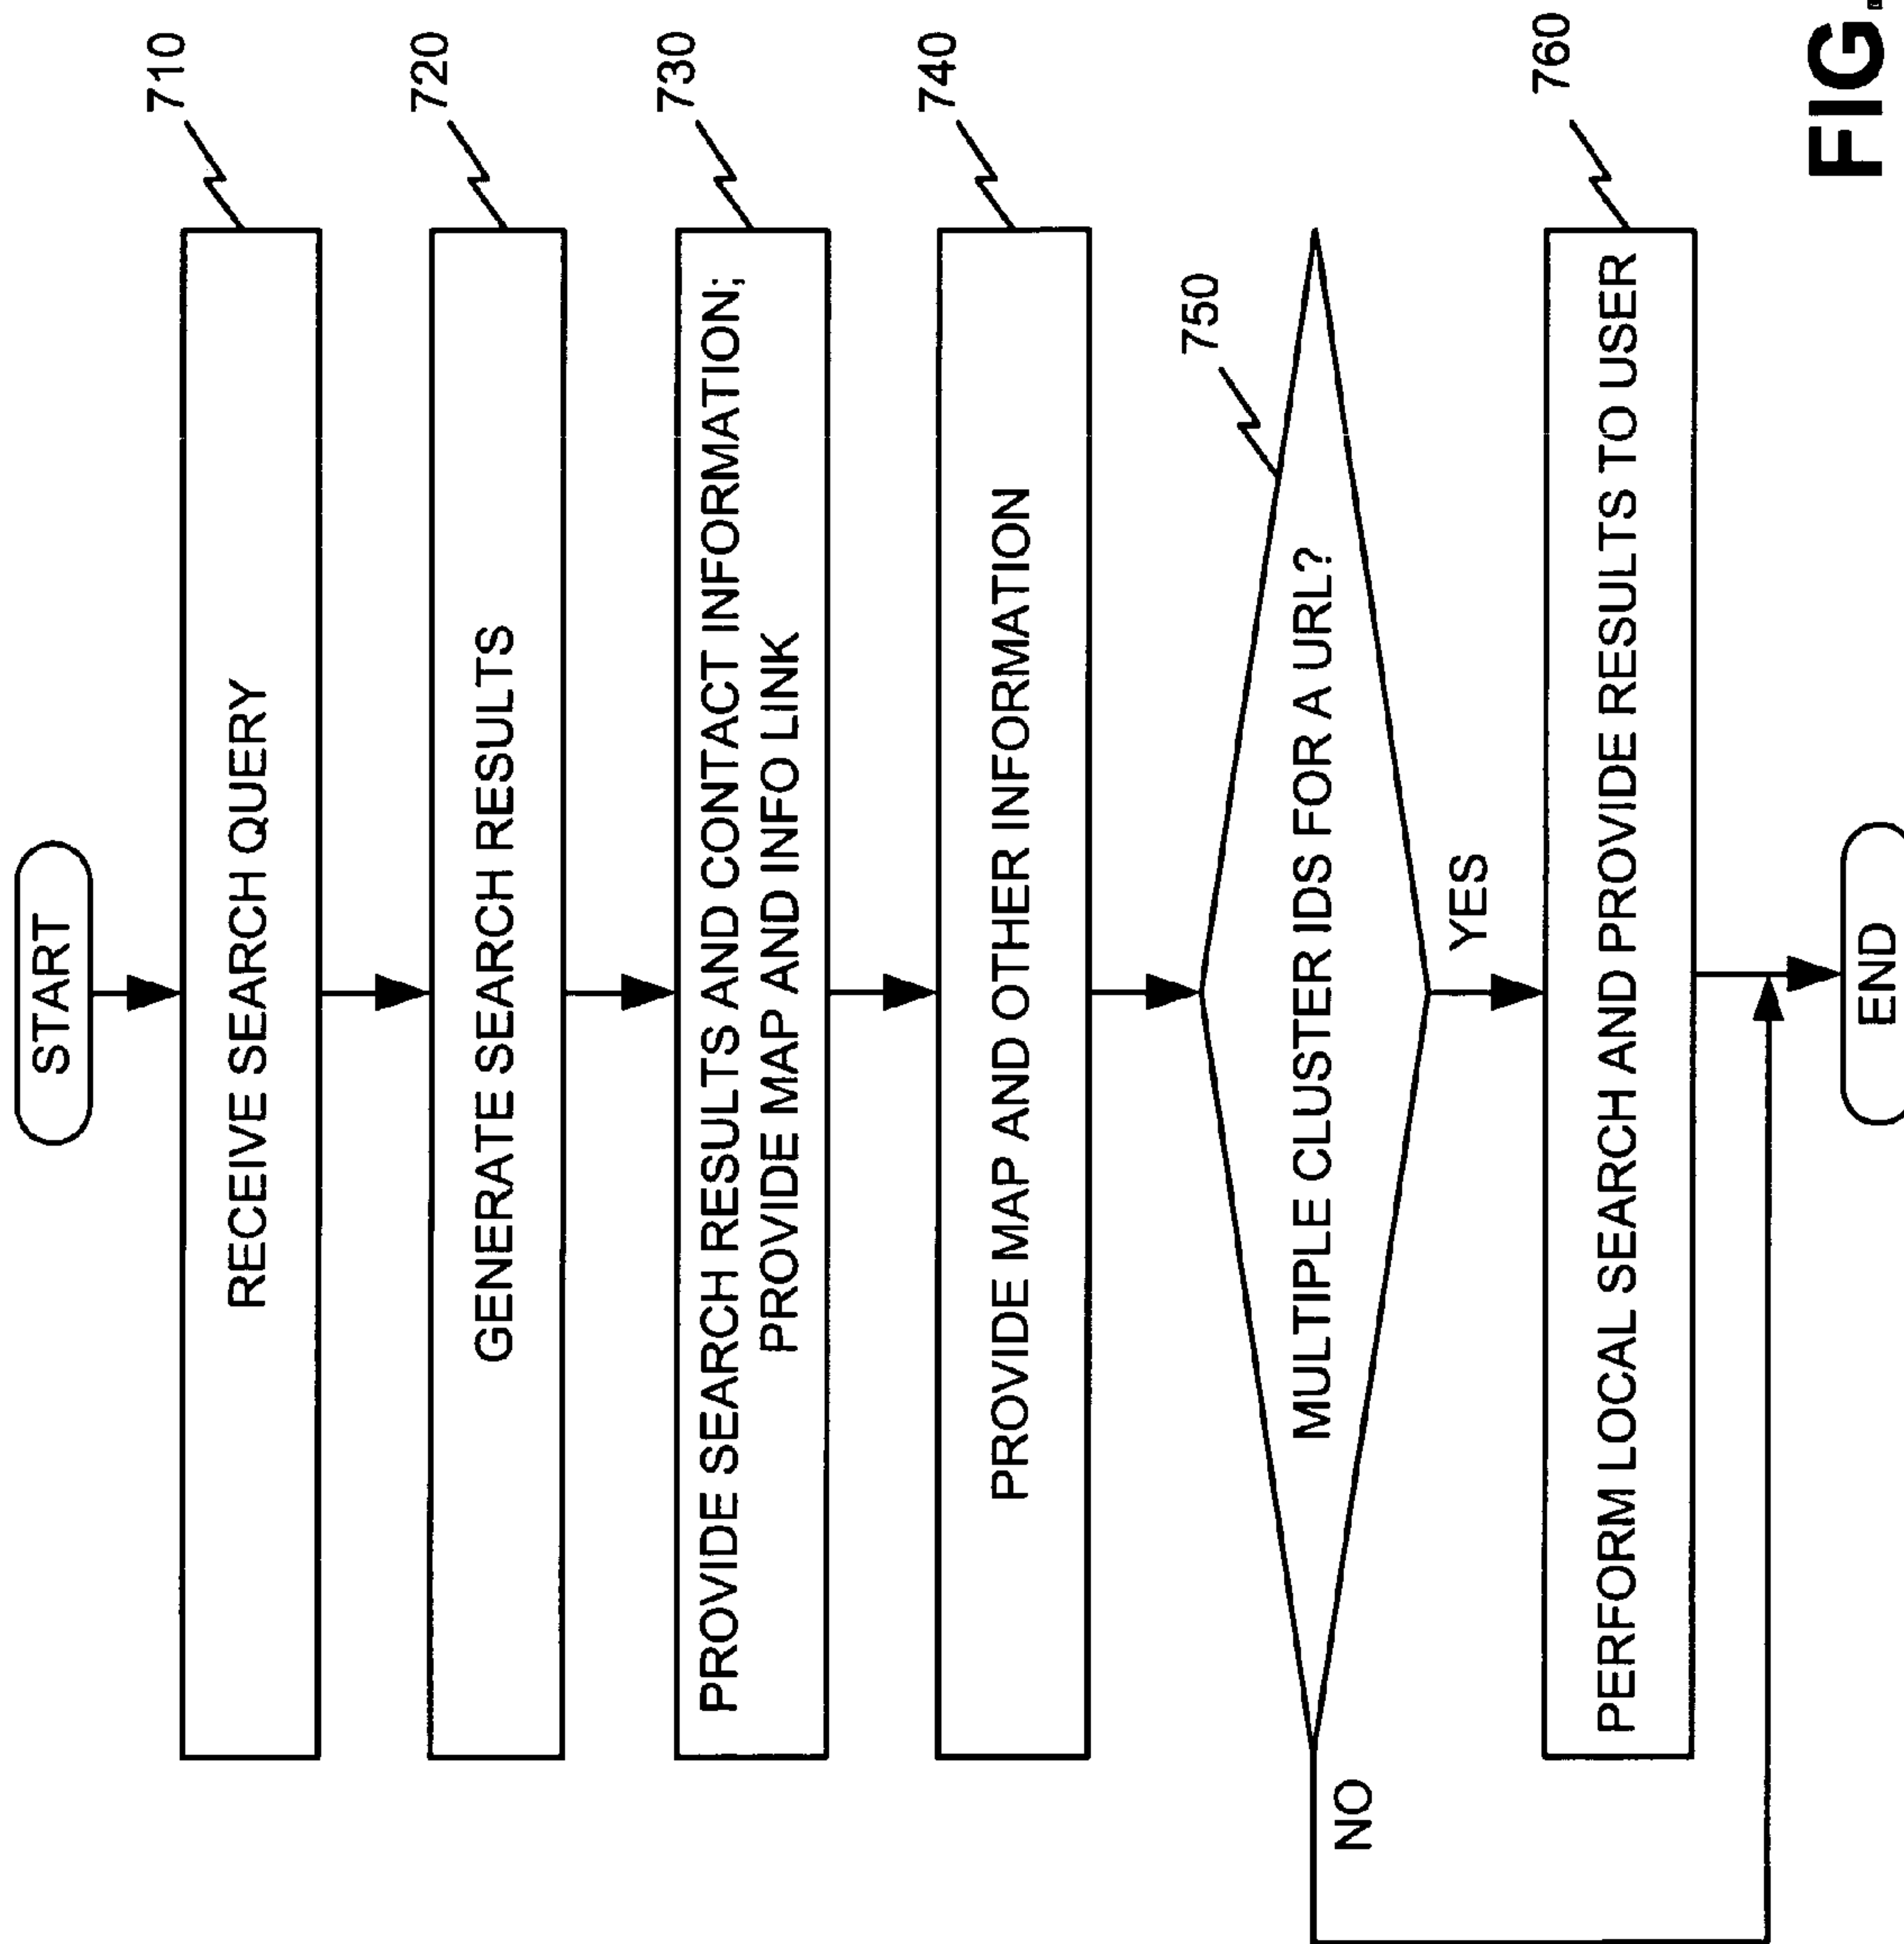 START
710
RECEIVE SEARCH QUERY
720
GENERATE SEARCH RESULTS
730
PROVIDE SEARCH RESULTS AND CONTACT INFORMATION;
PROVIDE MAP AND INFO LINK
740
PROVIDE MAP AND OTHER INFORMATION
750
MULTIPLE CLUSTER IDS FOR A URL?
NO
YES
760
PERFORM LOCAL SEARCH AND PROVIDE RESULTS TO USER
END
FIG.